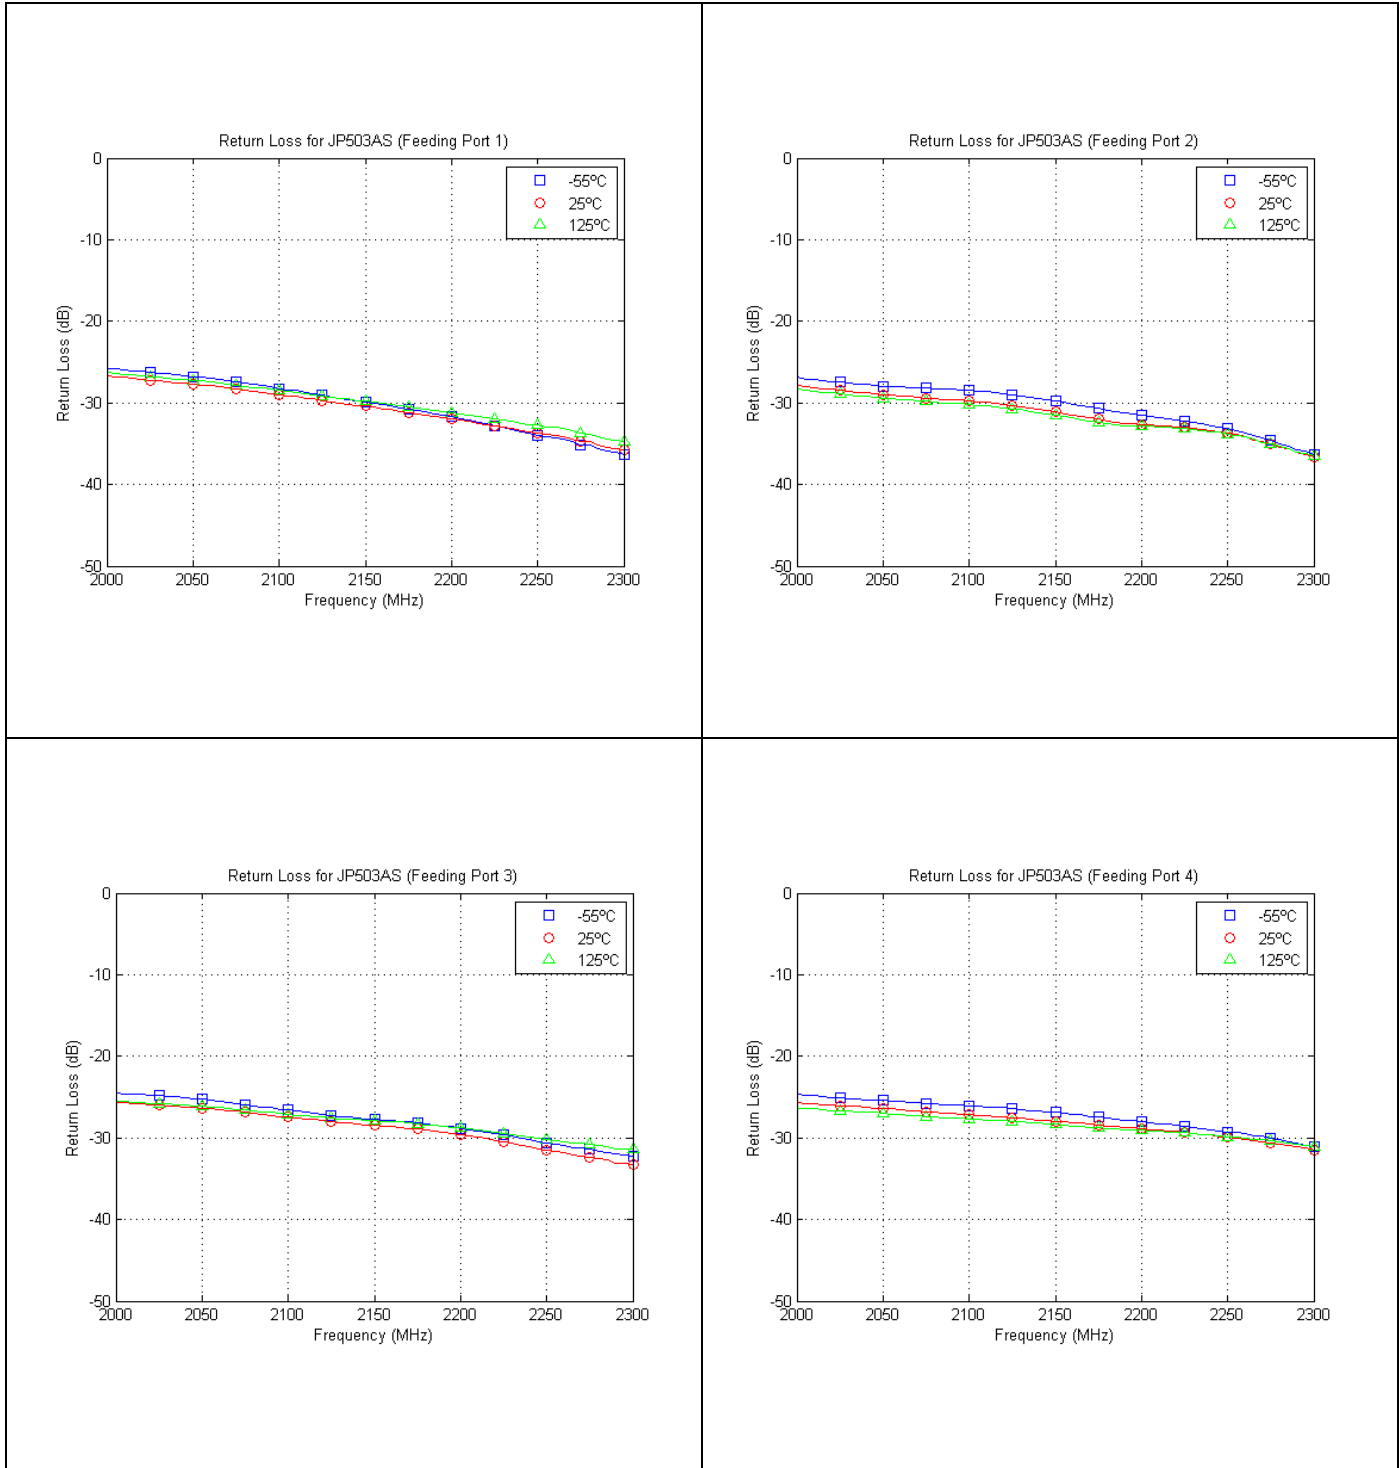 Return Loss for JP503AS (Feeding Port 1)
0
-10
-20
-30
-40
-50
Return Loss (dB)
-55ºC
25ºC
125ºC
2000 2050 2100 2150 2200 2250 2300
Frequency (MHz)
Return Loss for JP503AS (Feeding Port 2)
0
-10
-20
-30
-40
-50
Return Loss (dB)
-55ºC
25ºC
125ºC
2000 2050 2100 2150 2200 2250 2300
Frequency (MHz)
Return Loss for JP503AS (Feeding Port 3)
0
-10
-20
-30
-40
-50
Return Loss (dB)
-55ºC
25ºC
125ºC
2000 2050 2100 2150 2200 2250 2300
Frequency (MHz)
Return Loss for JP503AS (Feeding Port 4)
0
-10
-20
-30
-40
-50
Return Loss (dB)
-55ºC
25ºC
125ºC
2000 2050 2100 2150 2200 2250 2300
Frequency (MHz)